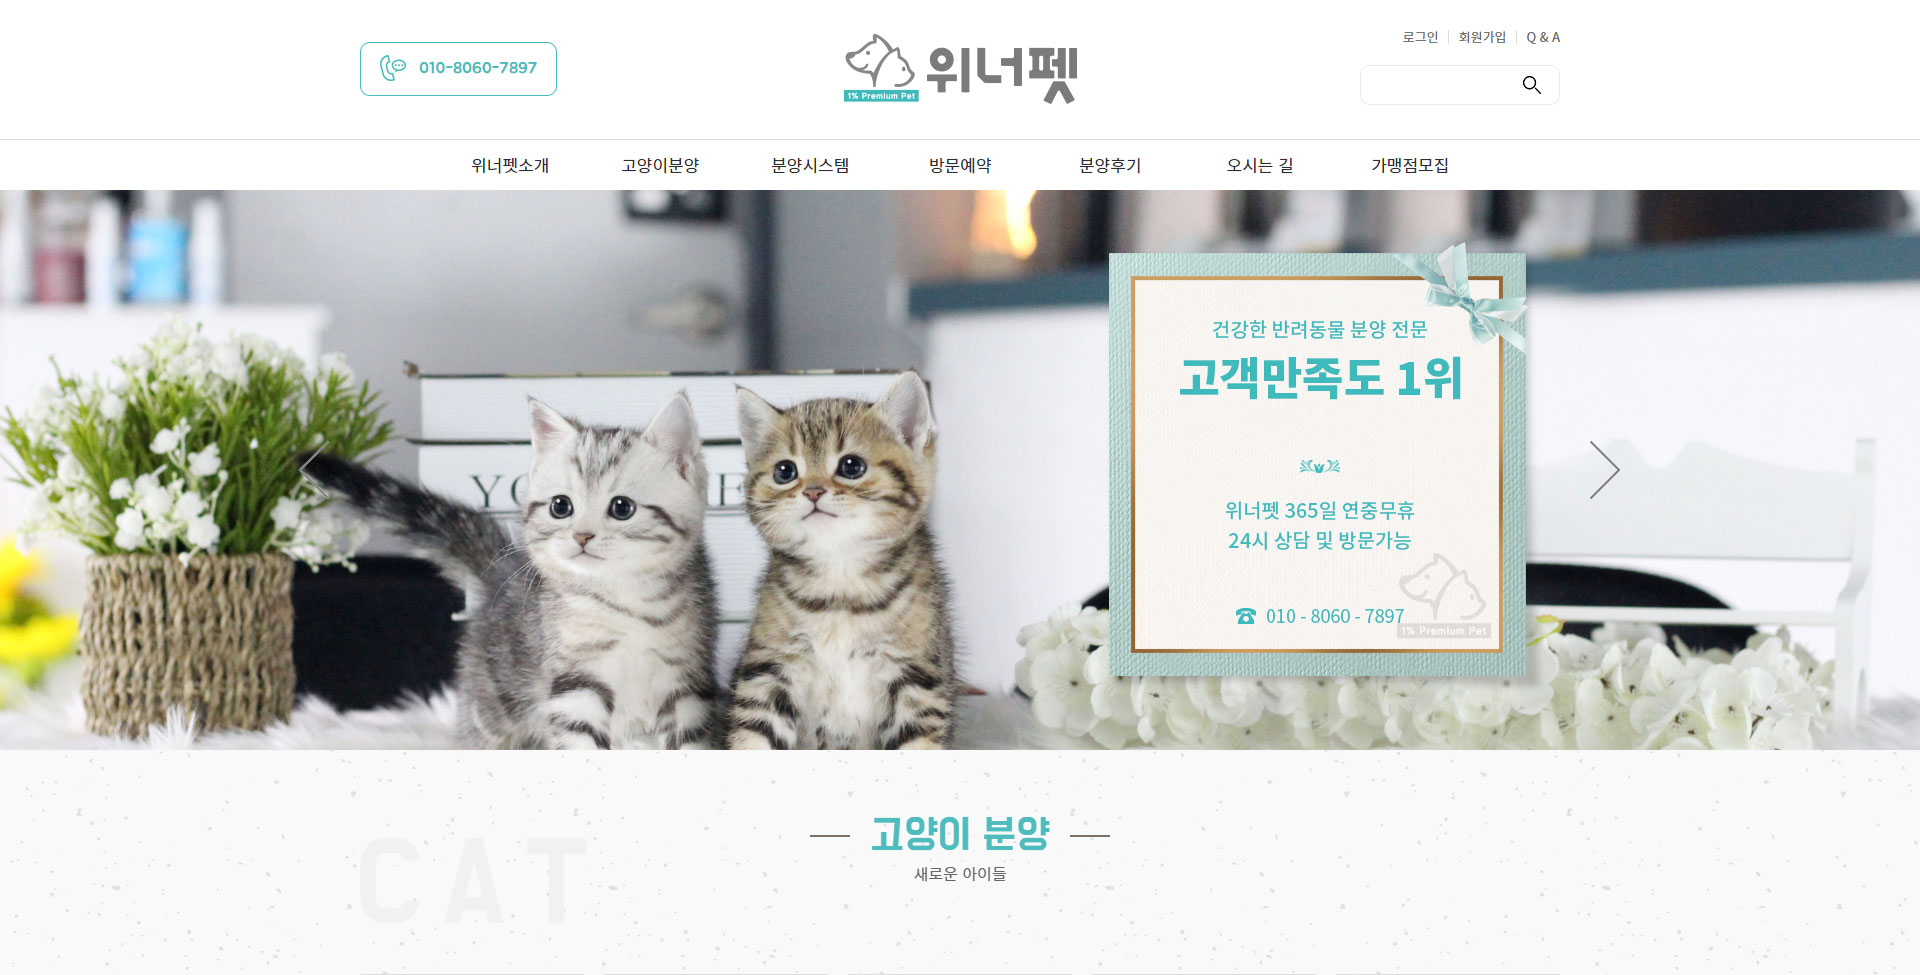 010-8060-7897
1% Premium Pet
위너펫
로그인
회원가입
Q & A
위너펫소개
고양이분양
분양시스템
방문예약
분양후기
오시는 길
가맹점모집
건강한 반려동물 분양 전문
고객만족도 1위
위너펫 365일 연중무휴
24시 상담 및 방문가능
010 - 8060 - 7897
1% Premium Pet
CAT
고양이 분양
새로운 아이들